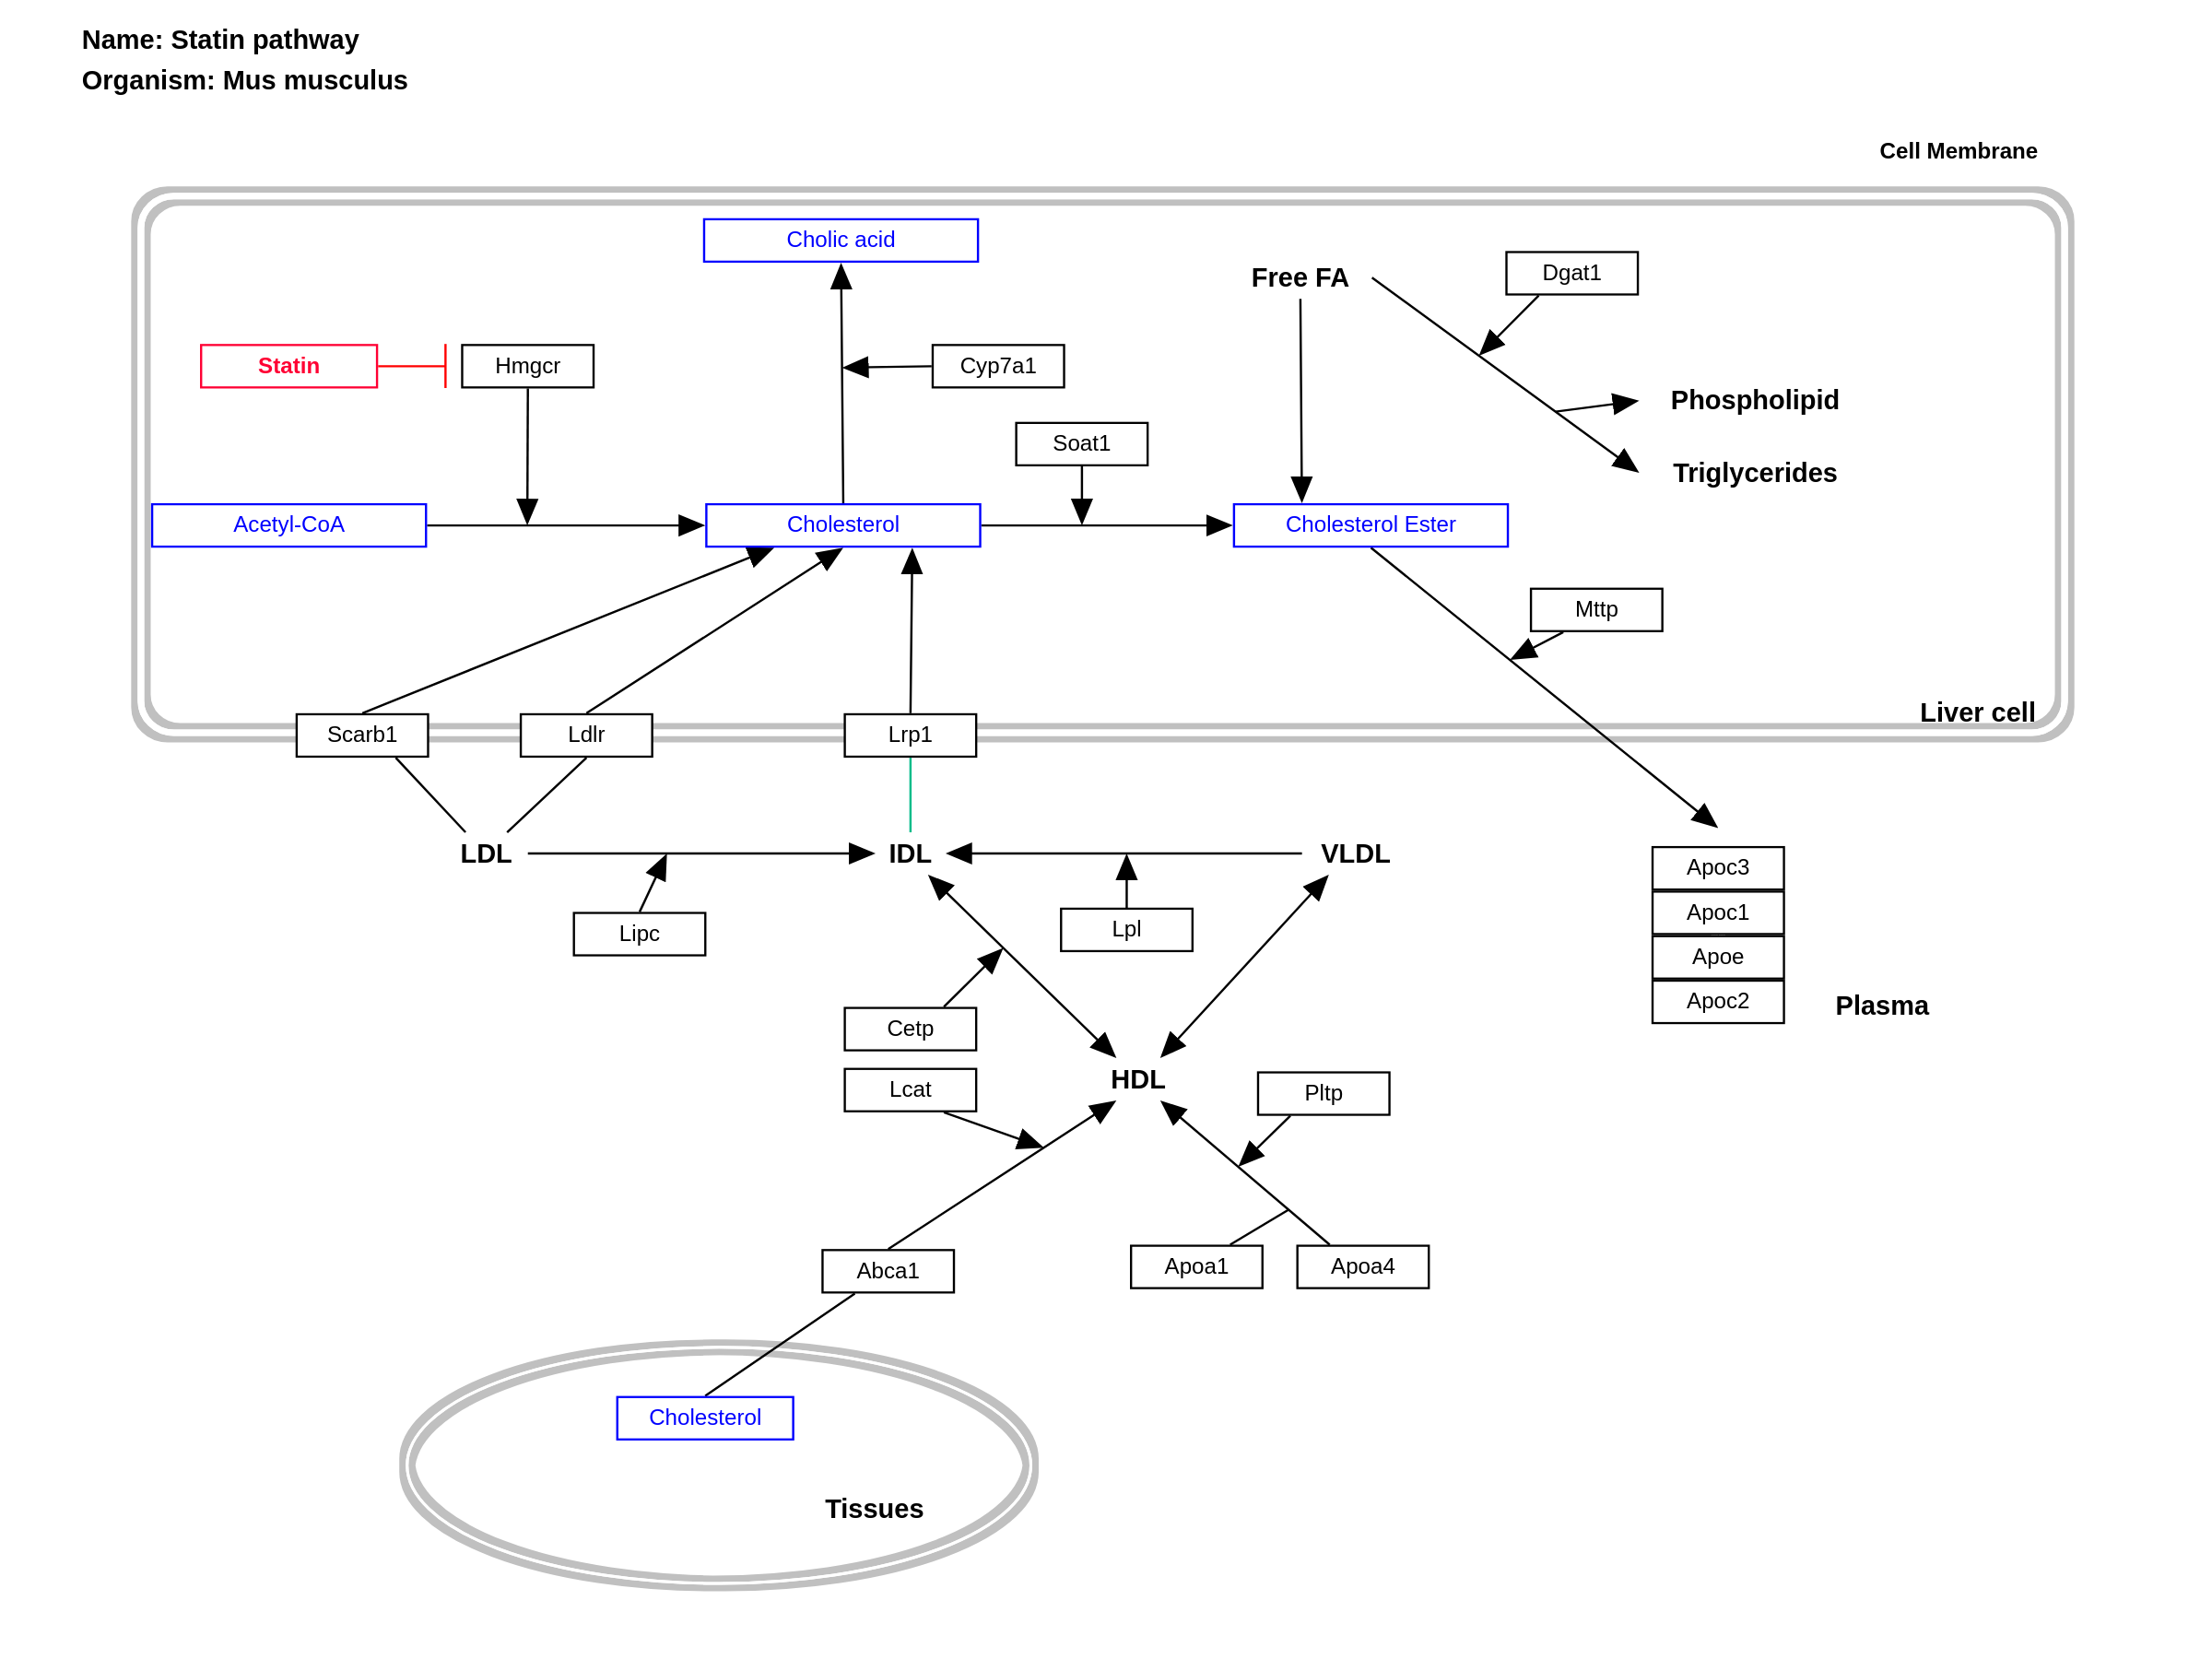 Name: Statin pathway
Organism: Mus musculus
Cell Membrane
Cholic acid
Free FA
Dgat1
Statin
Hmgcr
Cyp7a1
Phospholipid
Soat1
Triglycerides
Acetyl-CoA
Cholesterol
Cholesterol Ester
Mttp
Liver cell
Scarb1
Ldlr
Lrp1
LDL
IDL
VLDL
Apoc3
Apoc1
Apoe
Apoc2
Plasma
Lipc
Lpl
Cetp
Lcat
HDL
Pltp
Abca1
Apoa1
Apoa4
Cholesterol
Tissues